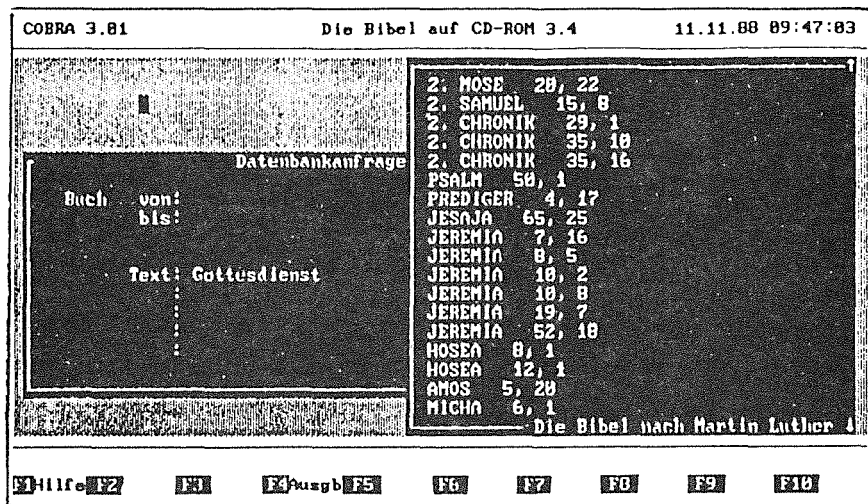 COBRA 3.01 Die Bibel auf CD-ROM 3.4 11.11.88 09:47:03
Datenbankanfrage
Buch von:
bis:
Text: Gottesdienst
2. MOSE 20, 22
2. SAMUEL 15, 8
2. CHRONIK 29, 1
2. CHRONIK 35, 10
2. CHRONIK 35, 16
PSALM 50, 1
PREDIGER 4, 17
JESAJA 65, 25
JEREMIA 7, 16
JEREMIA 8, 5
JEREMIA 10, 2
JEREMIA 10, 8
JEREMIA 19, 7
JEREMIA 52, 18
HOSEA 8, 1
HOSEA 12, 1
AMOS 5, 20
MICHA 6, 1
Die Bibel nach Martin Luther
F1Hilfe F2 F3 F4Ausgb F5 F6 F7 F8 F9 F10